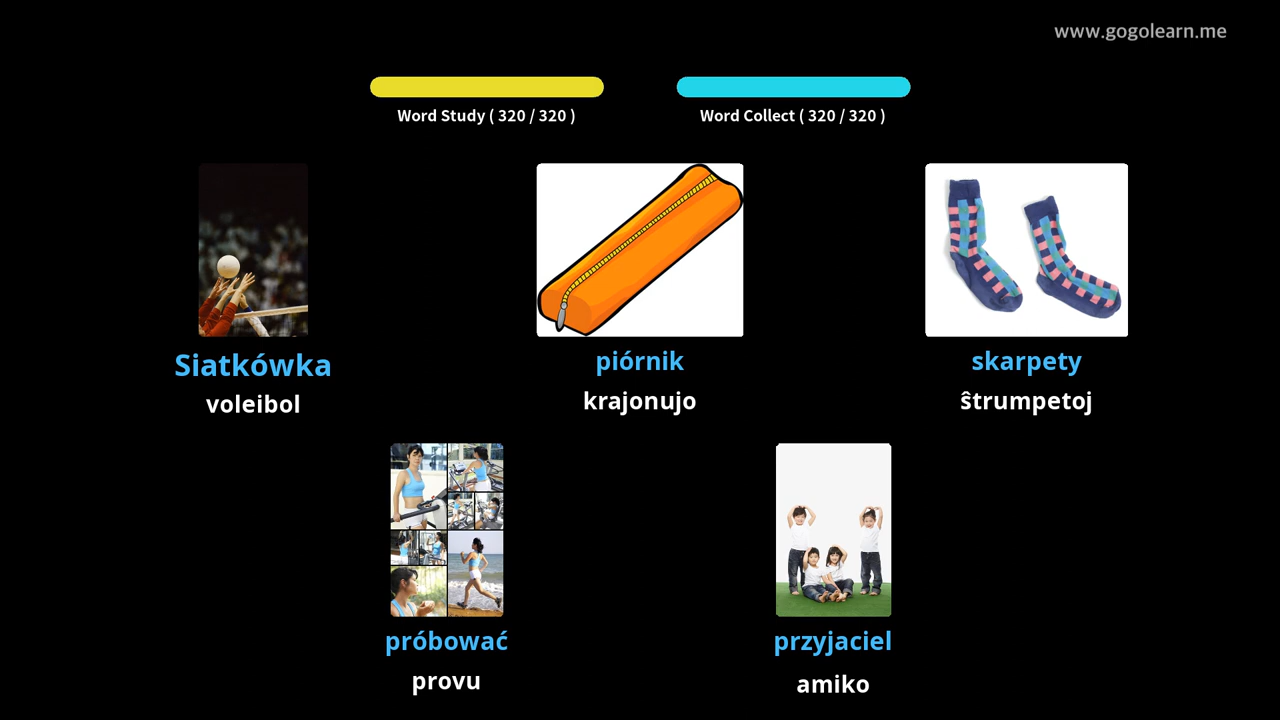 www.gogolearn.me
Word Study ( 320 / 320 )
Word Collect ( 320 / 320 )
Siatkówka
voleibol
piórnik
krajonujo
skarpety
ŝtrumpetoj
próbować
provu
przyjaciel
amiko